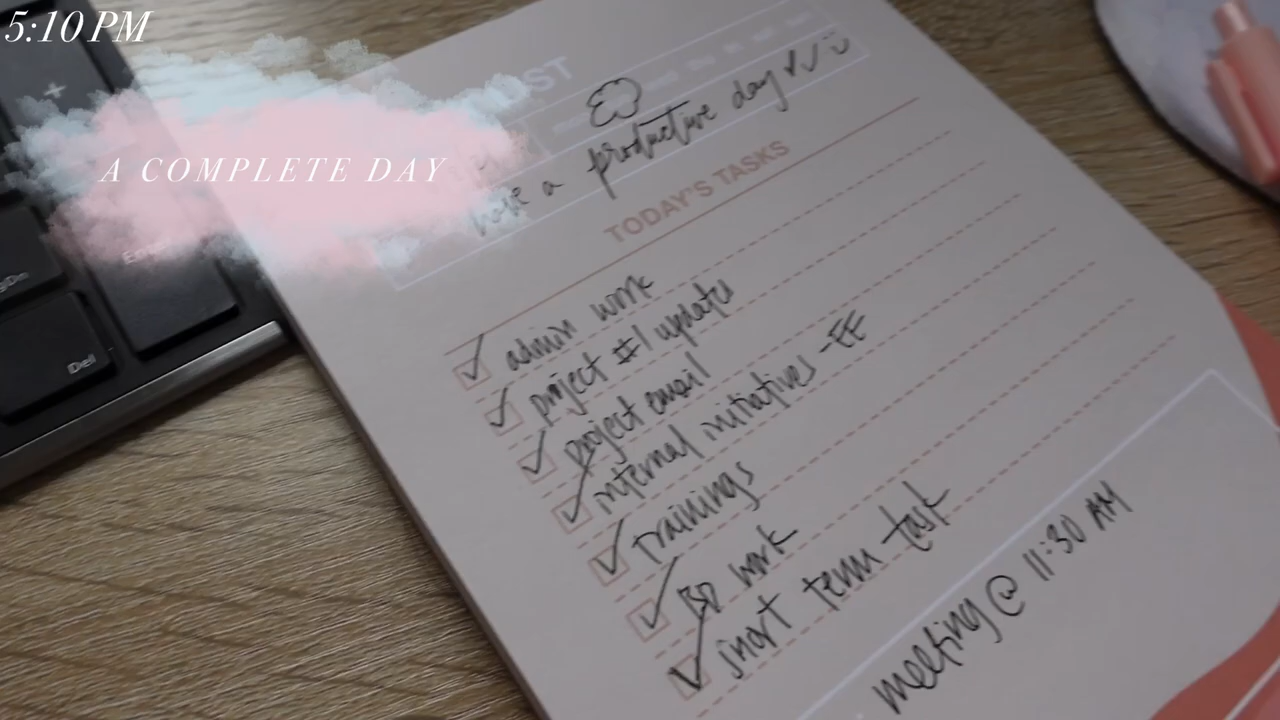 5:10 PM
A COMPLETE DAY
have a productive day
TODAY'S TASKS
admin work
project #1 updates
project email
internal initiatives - EE
trainings
BD work
short term task
meeting @ 11:30 AM
Del